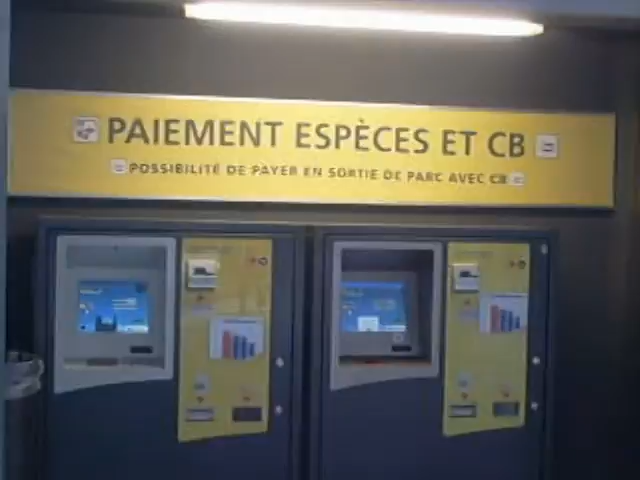 PAIEMENT ESPÈCES ET CB
POSSIBILITÉ DE PAYER EN SORTIE DE PARC AVEC CB